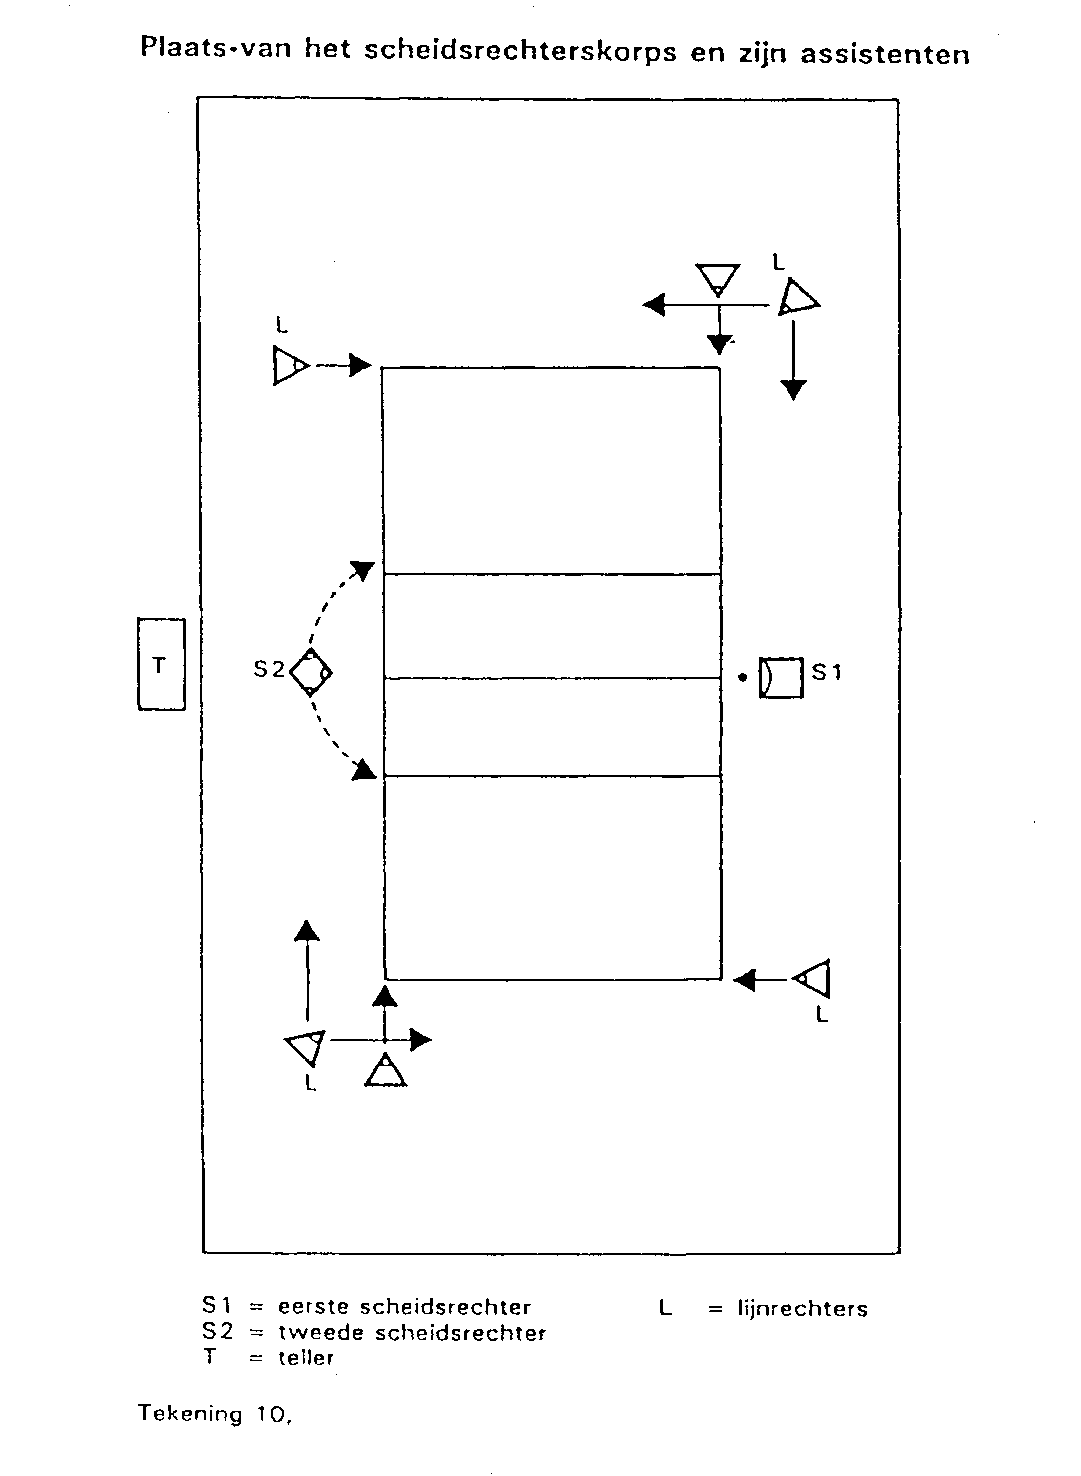 Plaats van het scheidsrechterskorps en zijn assistenten
L
L
T
S2
S1
L
L
S1 = eerste scheidsrechter
S2 = tweede scheidsrechter
T = teller
L = lijnrechters
Tekening 10,